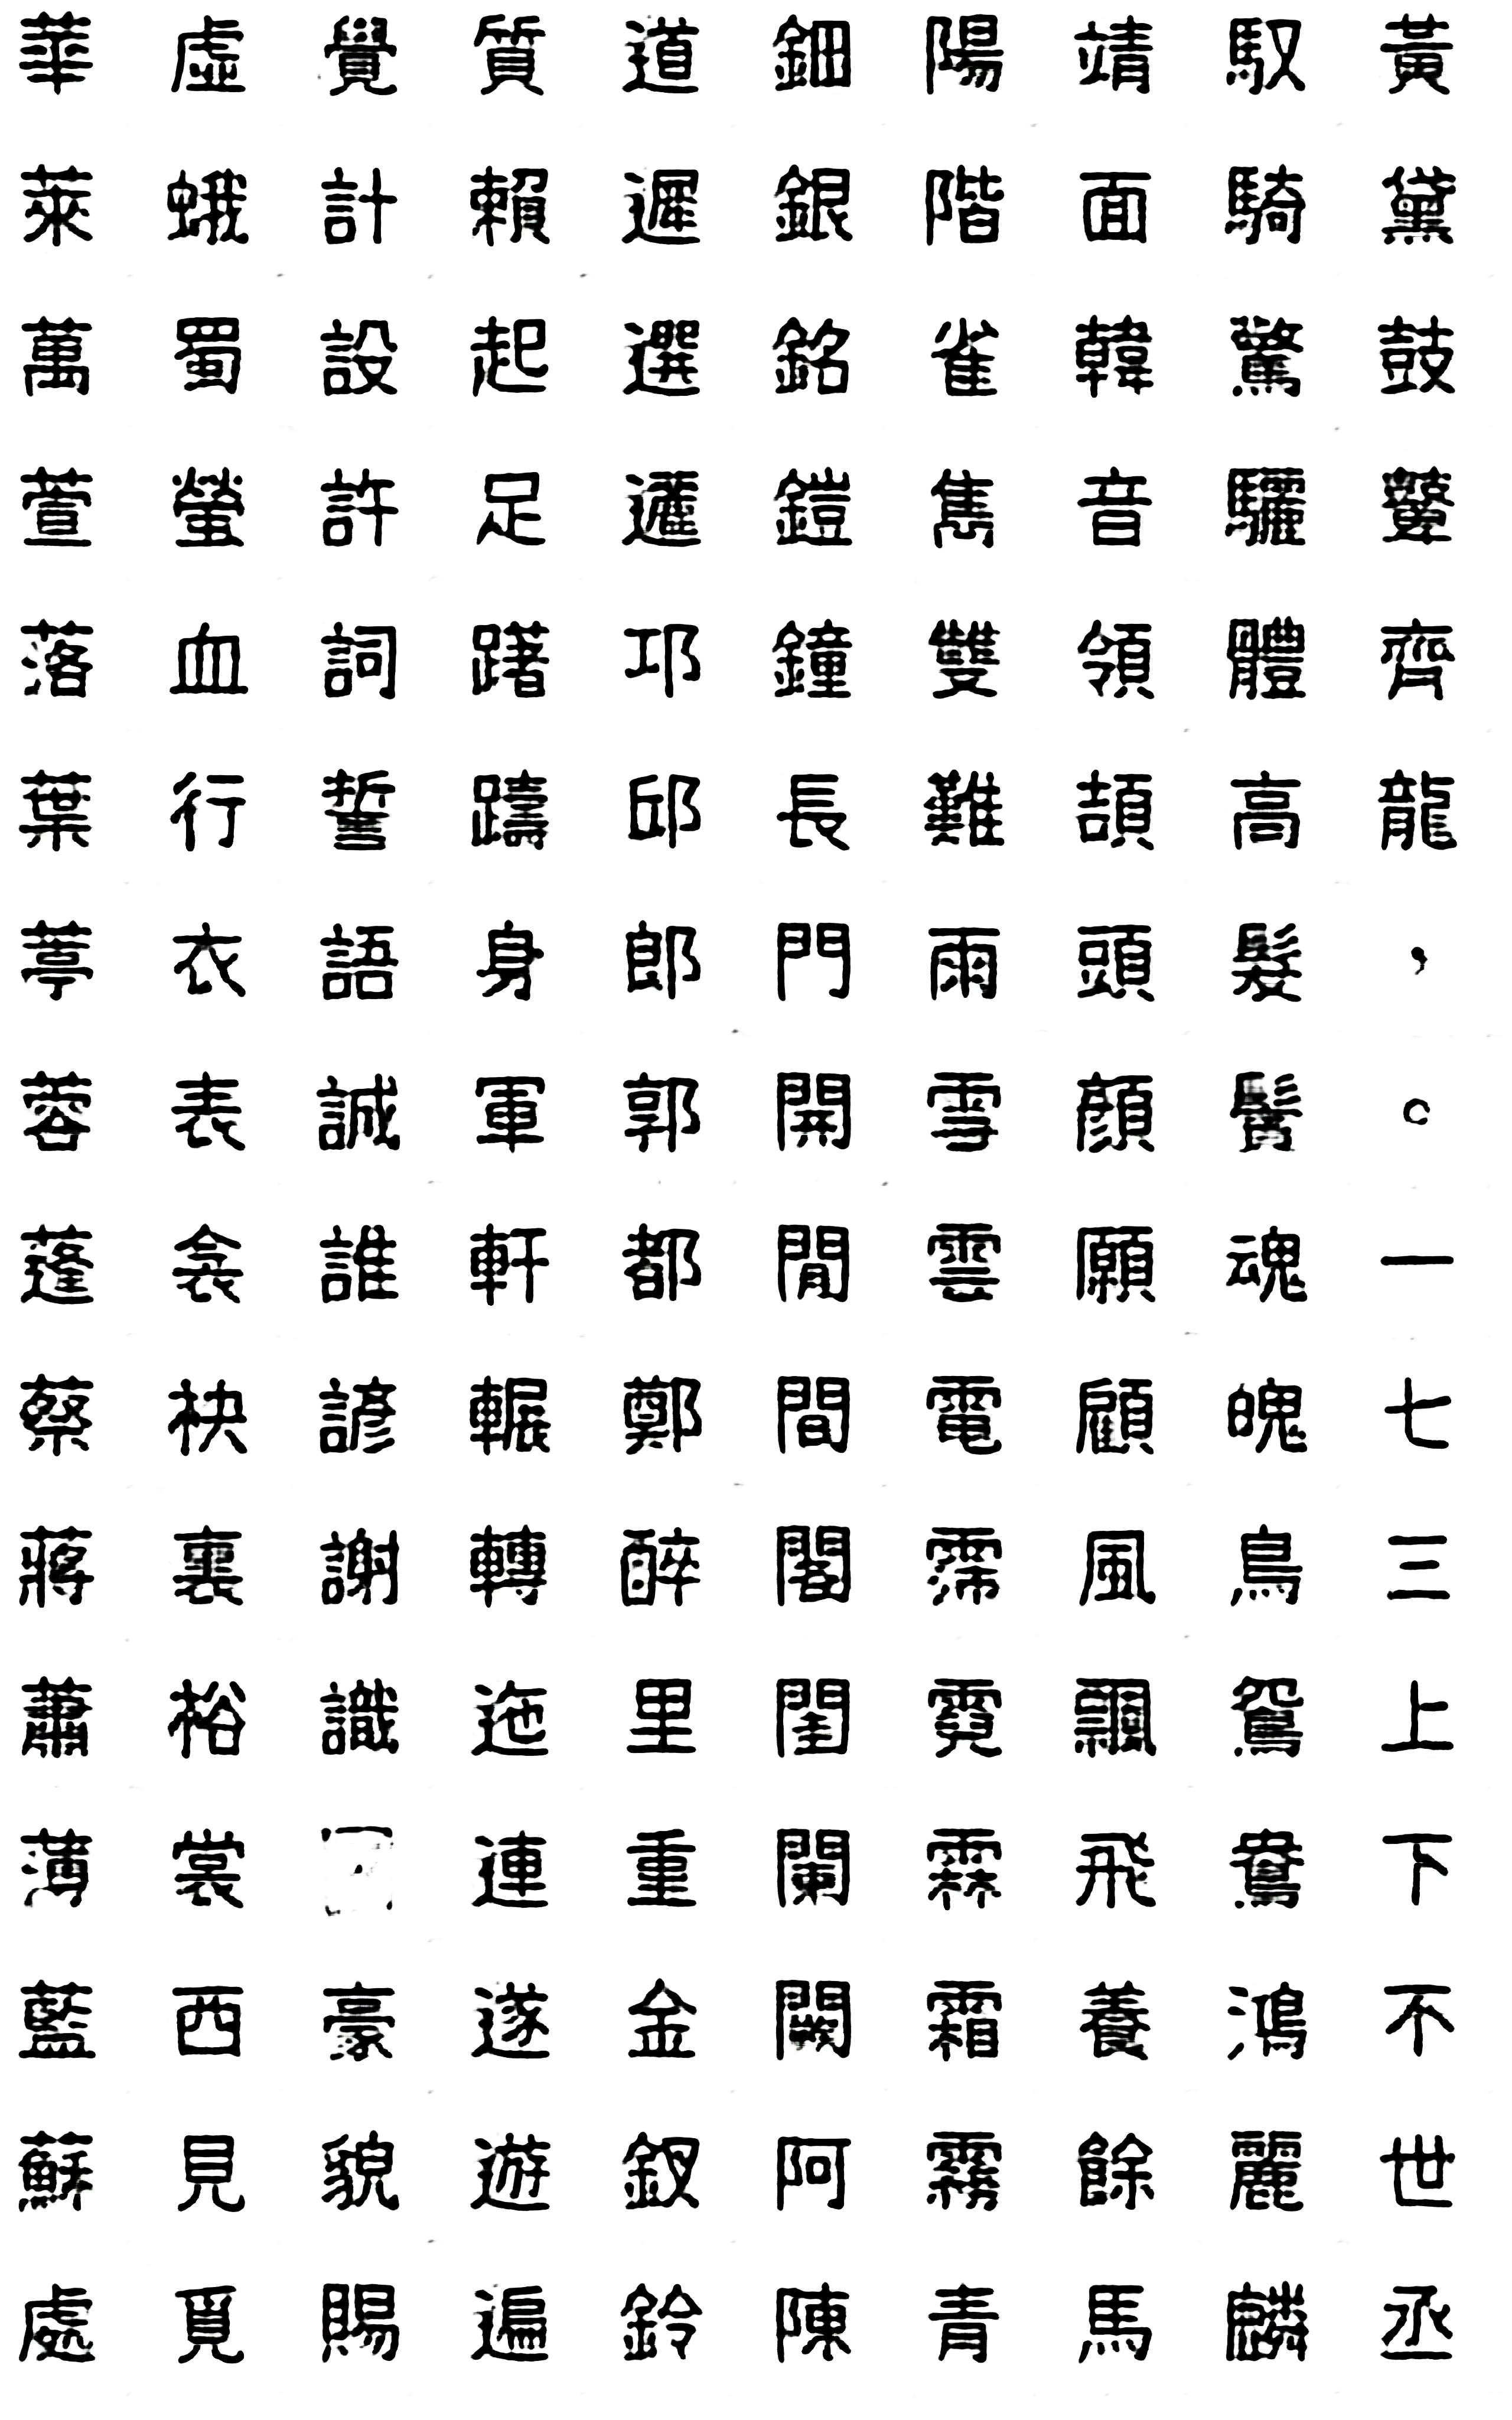 華萊萬萱落葉葶蓉蓬蔡蔣蕭薄藍蘇處
虛蛾蜀螢血行衣表衾袂裏裕裳西見覓
覺計設許詞誓語誠誰諺謝識豪貌賜
質賴起足躇躊身軍軒輾轉迤連遂遊遍
道遲選邛邱郎郭都鄭醉里重金釵鈴
鈿銀銘鎧鐘長門開閒間閣閨闌闕阿陳
陽階雀雋雙難雨雪雲電霈霓霖霜霧青
靖面韓音領頡頭顏願顧風飄飛養餘馬
馭騎驚驪體高髮鬢魂魄鳥鴛鴦鴻麗麟
黃黛鼓鼙齊龍，。一七三上下不世丞